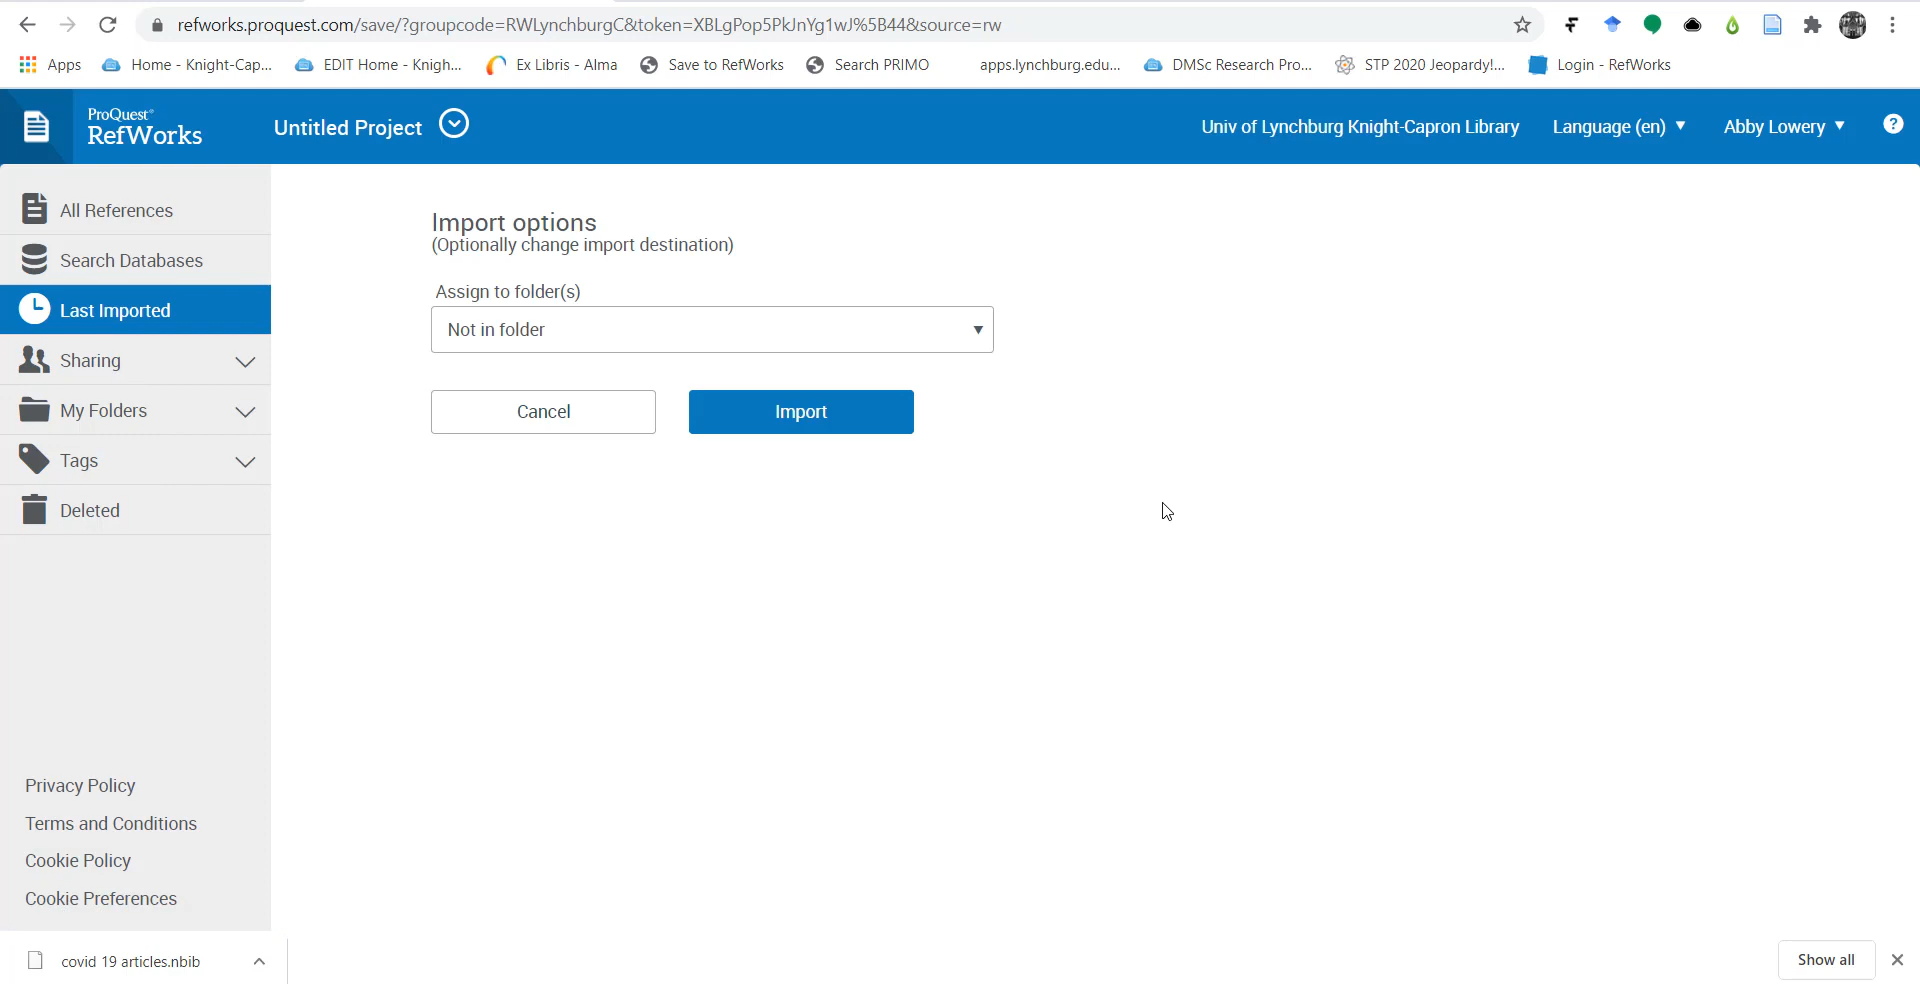 refworks.proquest.com/save/?groupcode=RWLynchburgC&token=XBLgPop5PkJnYg1wJ%5B44&source=rw
Apps Home - Knight-Cap... EDIT Home - Knigh... Ex Libris - Alma Save to RefWorks Search PRIMO apps.lynchburg.edu... DMSc Research Pro... STP 2020 Jeopardy!... Login - RefWorks
ProQuest®
RefWorks
Untitled Project
Univ of Lynchburg Knight-Capron Library Language (en) Abby Lowery ?
All References
Search Databases
Last Imported
Sharing
My Folders
Tags
Deleted
Import options
(Optionally change import destination)
Assign to folder(s)
Not in folder
Cancel Import
Privacy Policy
Terms and Conditions
Cookie Policy
Cookie Preferences
covid 19 articles.nbib
Show all